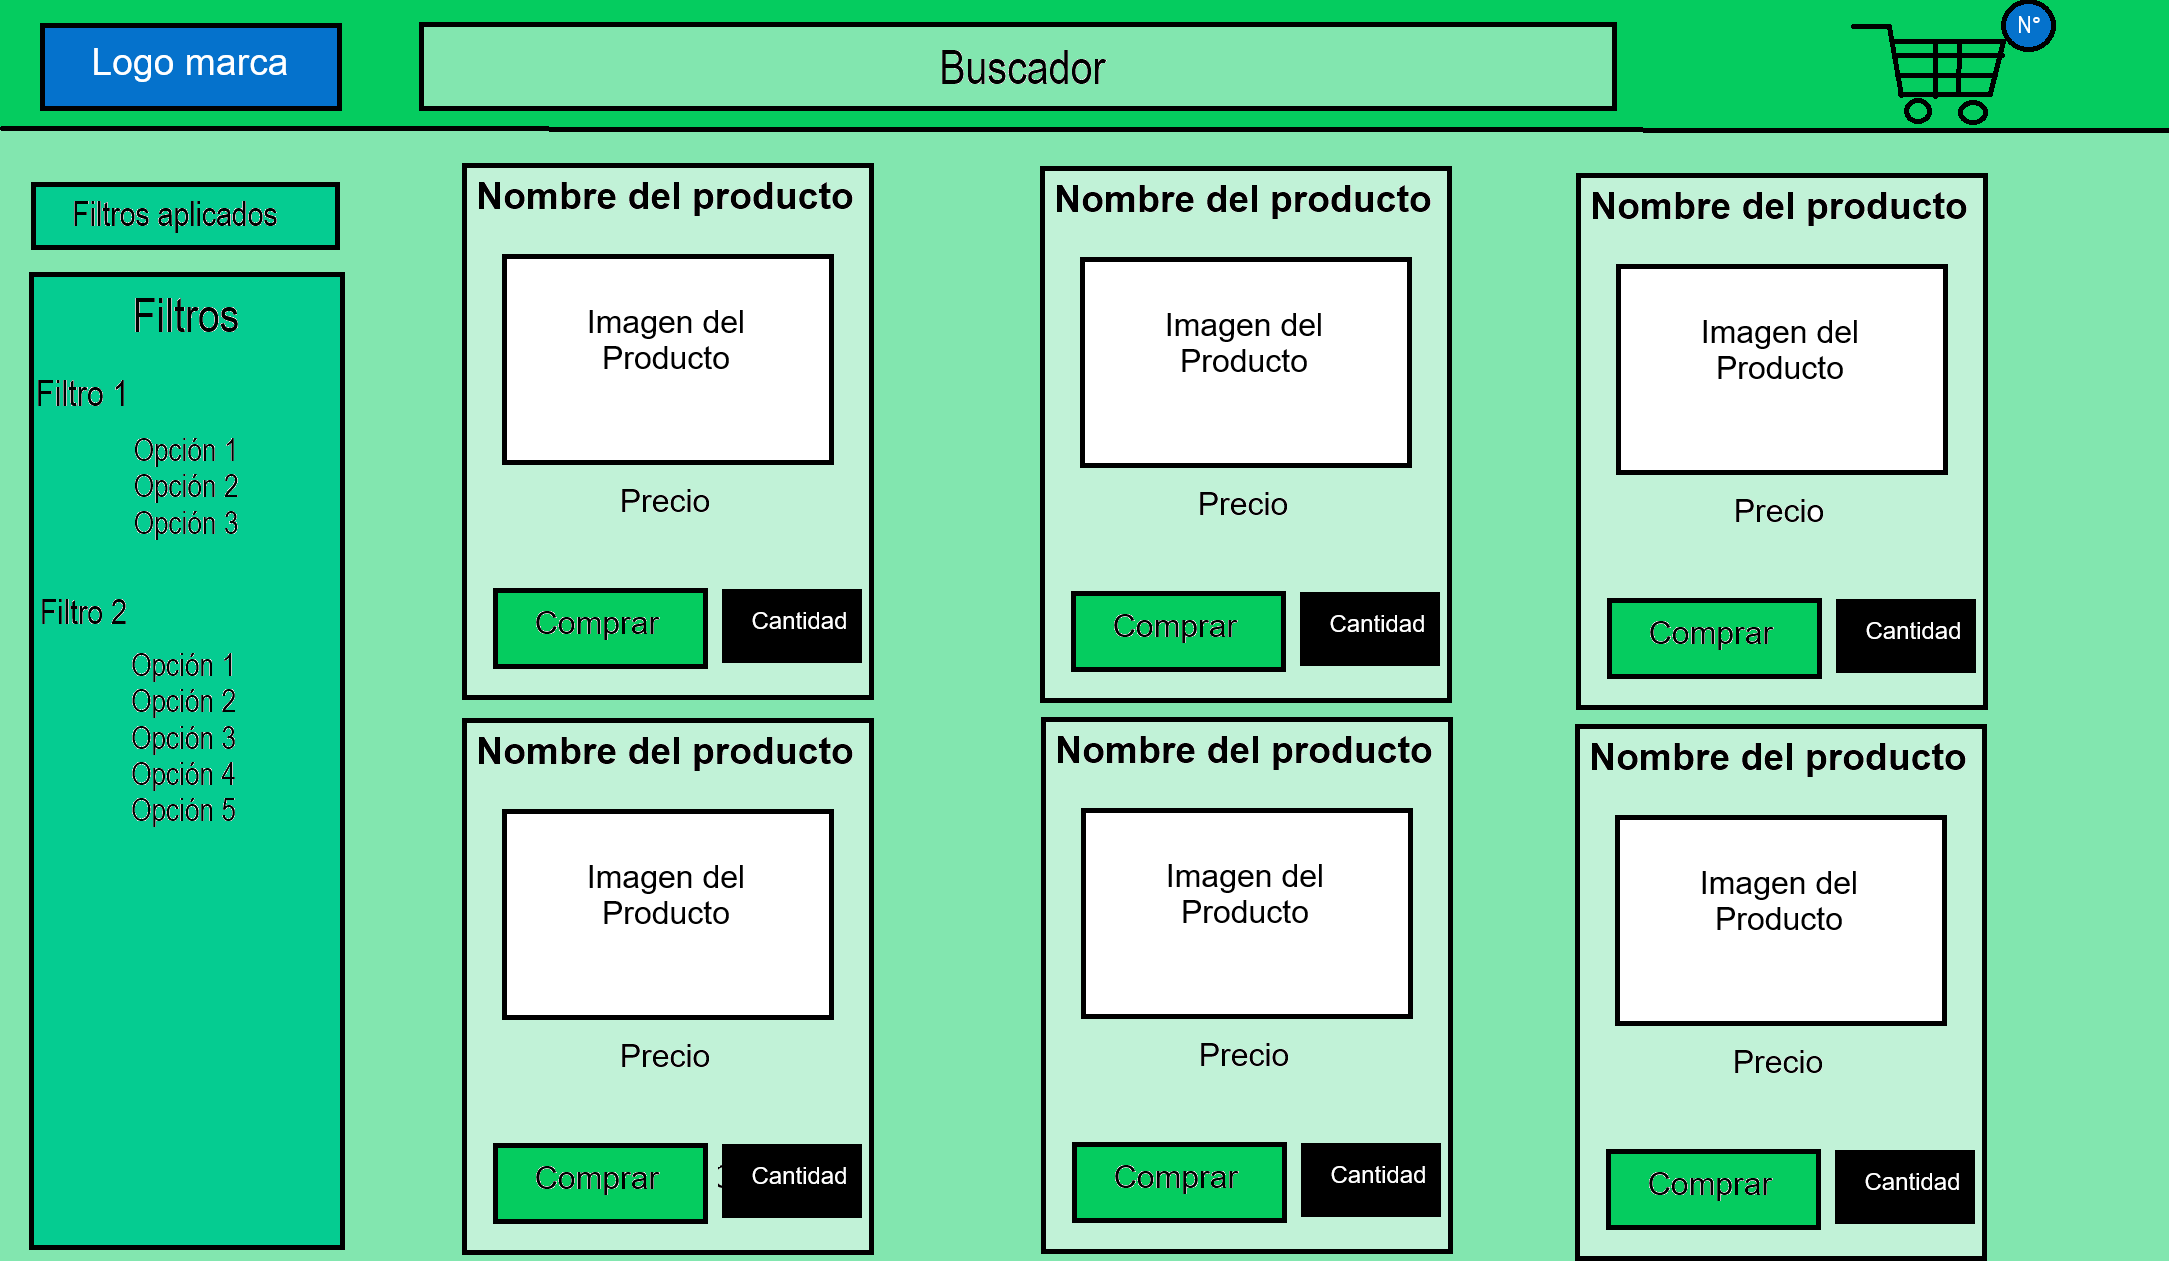 Logo marca
Buscador
N°
Filtros aplicados
Filtros
Filtro 1
Opción 1
Opción 2
Opción 3
Filtro 2
Opción 1
Opción 2
Opción 3
Opción 4
Opción 5
Nombre del producto
Imagen del
Producto
Precio
Comprar
Cantidad
Nombre del producto
Imagen del
Producto
Precio
Comprar
Cantidad
Nombre del producto
Imagen del
Producto
Precio
Comprar
Cantidad
Nombre del producto
Imagen del
Producto
Precio
Comprar
Cantidad
Nombre del producto
Imagen del
Producto
Precio
Comprar
Cantidad
Nombre del producto
Imagen del
Producto
Precio
Comprar
Cantidad